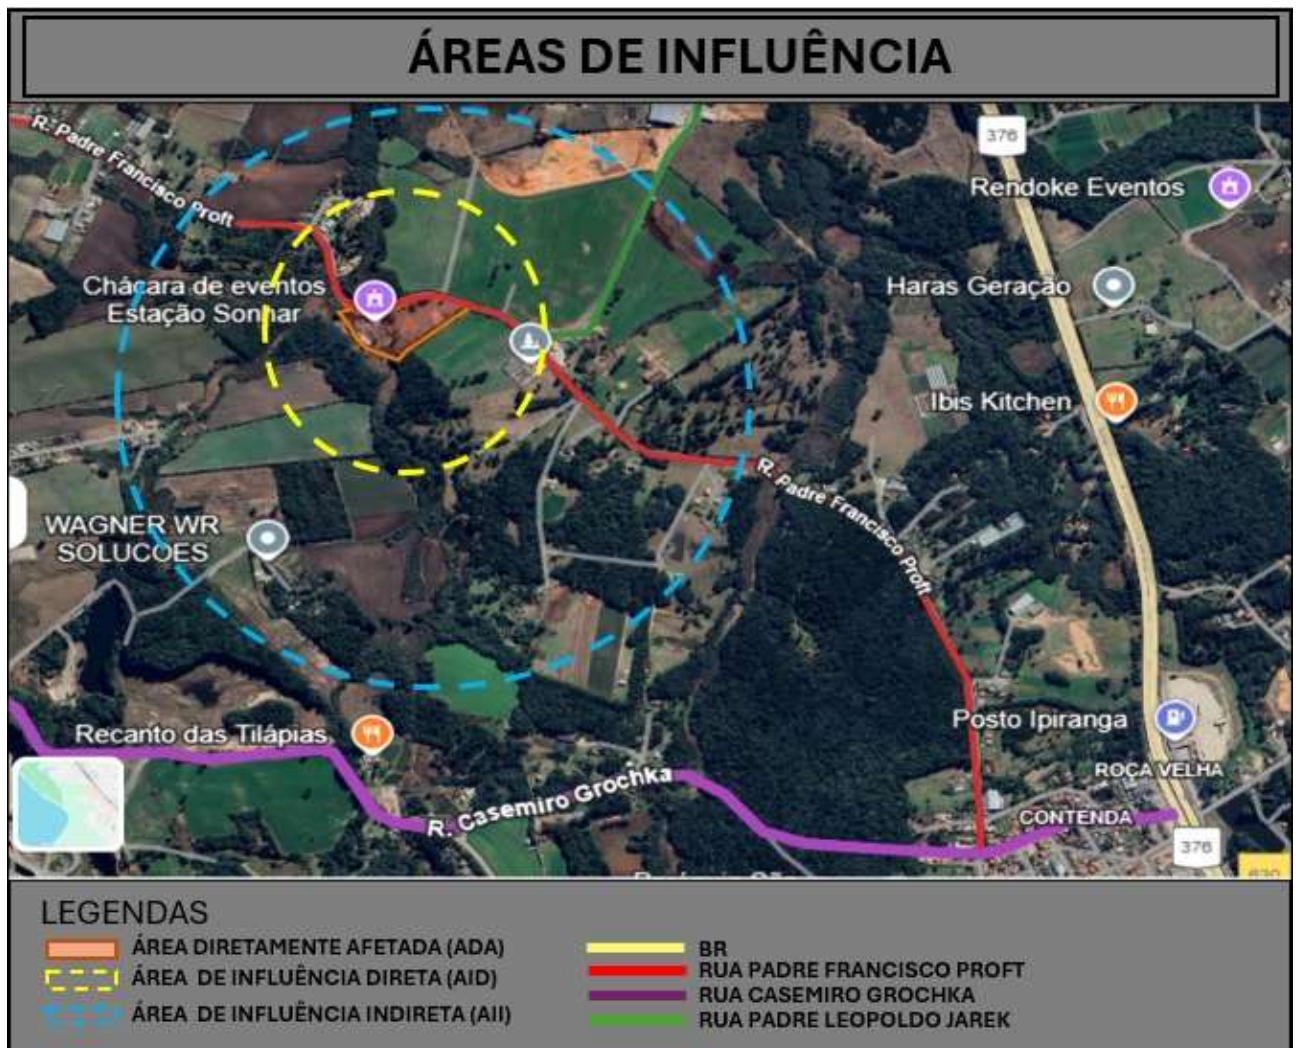 ÁREAS DE INFLUÊNCIA
R. Padre Francisco Proft
376
Rendoke Eventos
Chácara de eventos
Estação Sonhar
Haras Geração
Ibis Kitchen
R. Padre Francisco Proft
WAGNER WR
SOLUCOES
Recanto das Tilápias
Posto Ipiranga
ROÇA VELHA
R. Casemiro Grochka
CONTENDA
376
LEGENDAS
ÁREA DIRETAMENTE AFETADA (ADA)
ÁREA DE INFLUÊNCIA DIRETA (AID)
ÁREA DE INFLUÊNCIA INDIRETA (AII)
BR
RUA PADRE FRANCISCO PROFT
RUA CASEMIRO GROCHKA
RUA PADRE LEOPOLDO JAREK